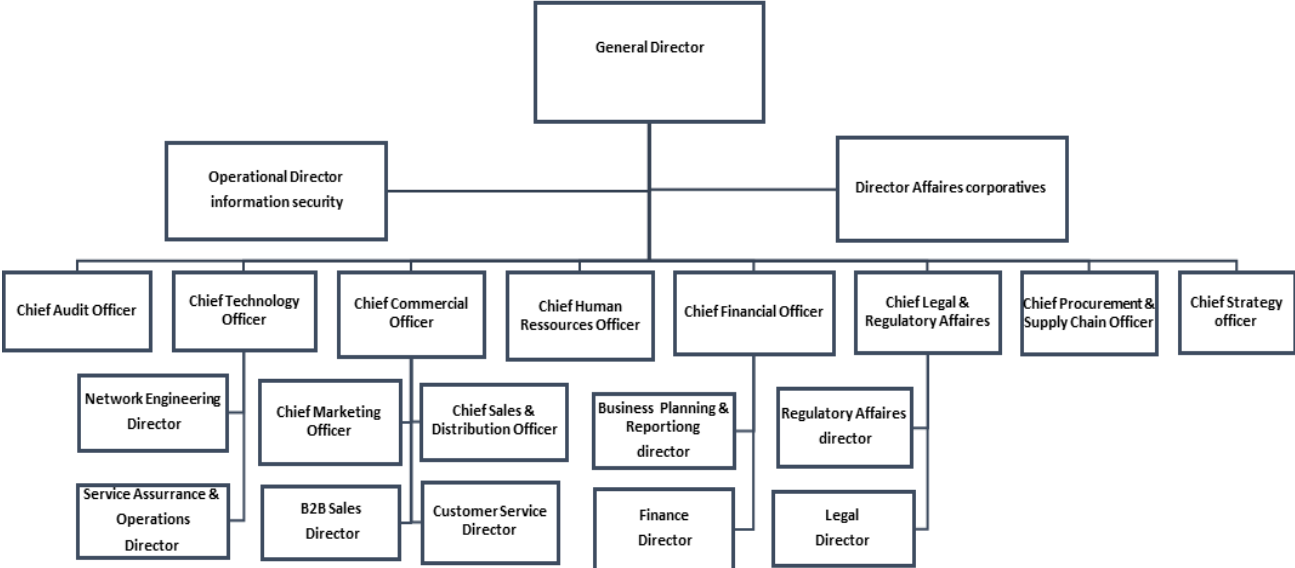 General Director
Operational Director
information security
Director Affaires corporatives
Chief Audit Officer
Chief Technology
Officer
Chief Commercial
Officer
Chief Human
Ressources Officer
Chief Financial Officer
Chief Legal &
Regulatory Affaires
Chief Procurement &
Supply Chain Officer
Chief Strategy
officer
Network Engineering
Director
Chief Marketing
Officer
Chief Sales &
Distribution Officer
Business Planning &
Reportiong
director
Regulatory Affaires
director
Service Assurrance &
Operations
Director
B2B Sales
Director
Customer Service
Director
Finance
Director
Legal
Director